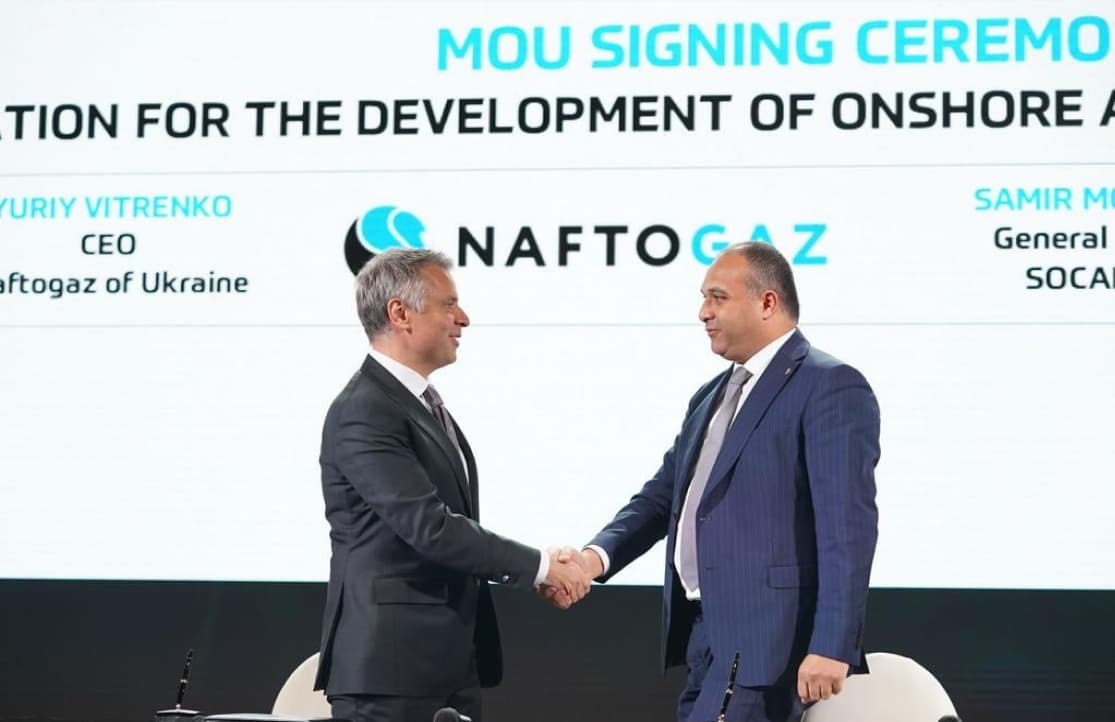 MOU SIGNING CEREMO
ATION FOR THE DEVELOPMENT OF ONSHORE A
YURIY VITRENKO
CEO
aftogaz of Ukraine
NAFTOGAZ
SAMIR MO
General
SOCA